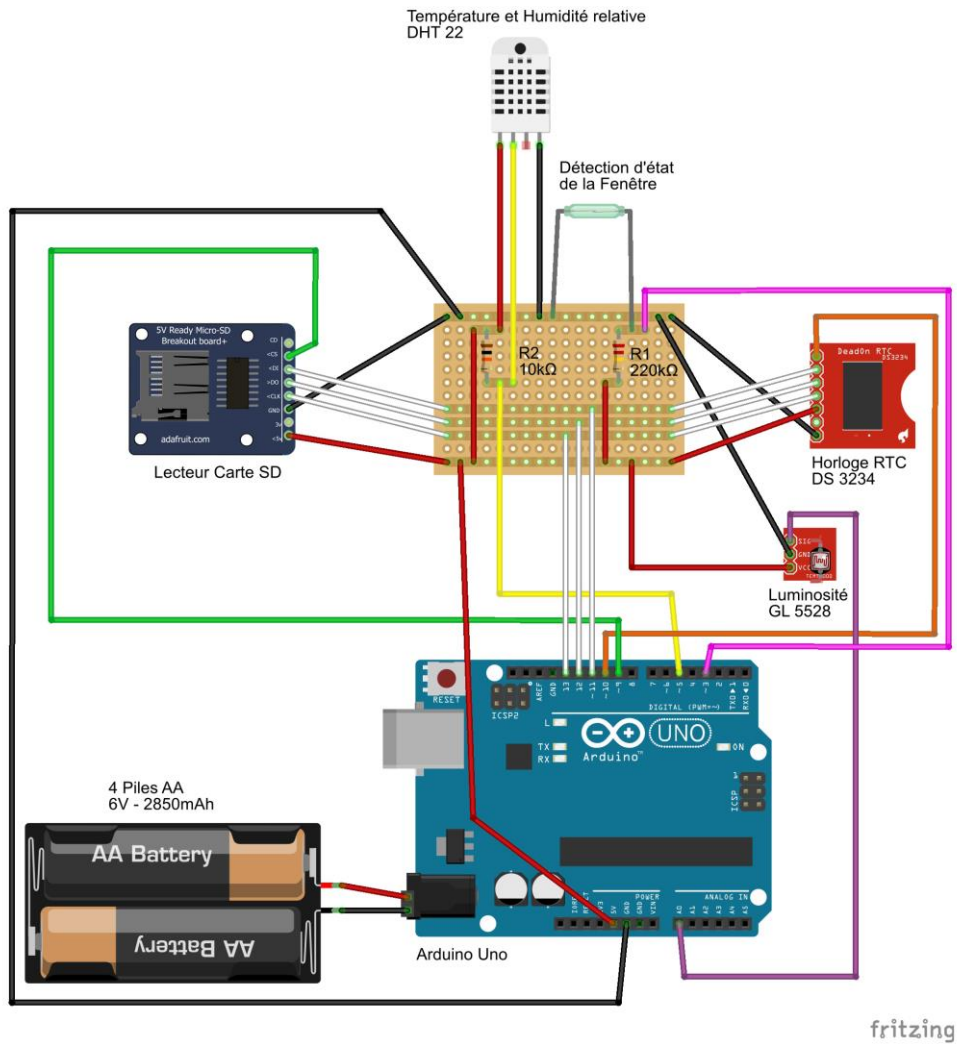 Température et Humidité relative
DHT 22
Détection d'état
de la Fenêtre
5V Ready Micro-SD
Breakout board+
CD
<CS
<DI
>DO
<CLK
GND
3v
<5v
adafruit.com
Lecteur Carte SD
R2
10kΩ
R1
220kΩ
DeadOn RTC
DS3234
Horloge RTC
DS 3234
SIG
GND
VCC
Luminosité
GL 5528
RESET
ICSP2
AREF
GND
13
12
~11
~10
~9
8
7
~6
~5
4
~3
2
TX0▶1
RX0◀0
DIGITAL (PWM=~)
L
TX
RX
UNO
Arduino™
ON
1
ICSP
4 Piles AA
6V - 2850mAh
AA Battery
AA Battery
IOREF
RESET
3V3
5V
GND
GND
VIN
POWER
A0
A1
A2
A3
A4
A5
ANALOG IN
Arduino Uno
fritzing